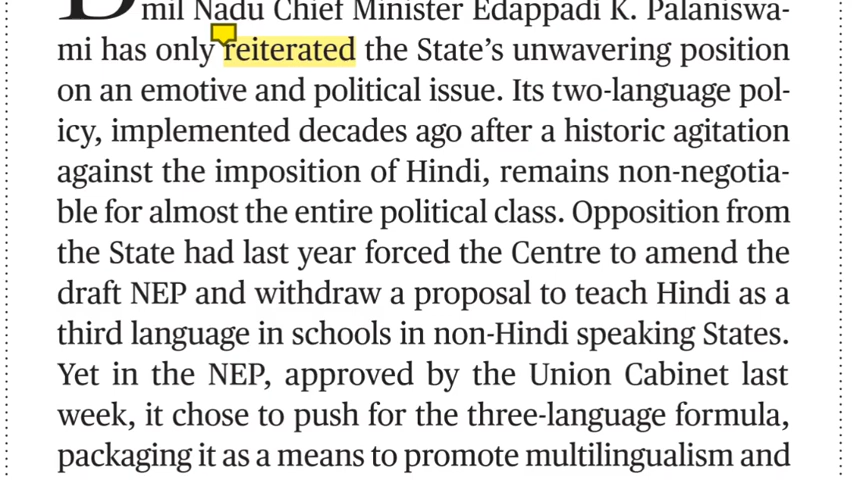 mil Nadu Chief Minister Edappadi K. Palaniswa-
mi has only reiterated the State’s unwavering position
on an emotive and political issue. Its two-language pol-
icy, implemented decades ago after a historic agitation
against the imposition of Hindi, remains non-negotia-
ble for almost the entire political class. Opposition from
the State had last year forced the Centre to amend the
draft NEP and withdraw a proposal to teach Hindi as a
third language in schools in non-Hindi speaking States.
Yet in the NEP, approved by the Union Cabinet last
week, it chose to push for the three-language formula,
packaging it as a means to promote multilingualism and